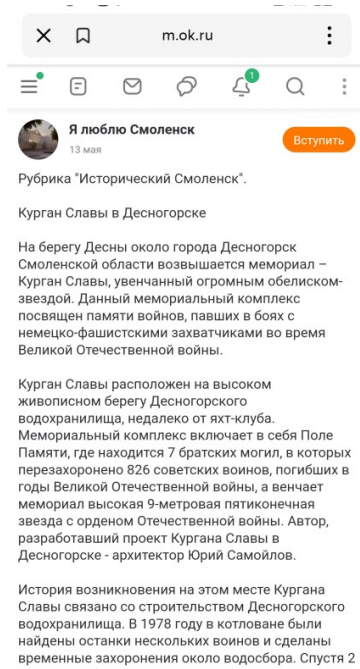 m.ok.ru
1
Я люблю Смоленск
13 мая
Вступить
Рубрика "Исторический Смоленск".
Курган Славы в Десногорске
На берегу Десны около города Десногорск
Смоленской области возвышается мемориал –
Курган Славы, увенчанный огромным обелиском-
звездой. Данный мемориальный комплекс
посвящен памяти войнов, павших в боях с
немецко-фашистскими захватчиками во время
Великой Отечественной войны.
Курган Славы расположен на высоком
живописном берегу Десногорского
водохранилища, недалеко от яхт-клуба.
Мемориальный комплекс включает в себя Поле
Памяти, где находится 7 братских могил, в которых
перезахоронено 826 советских воинов, погибших в
годы Великой Отечественной войны, а венчает
мемориал высокая 9-метровая пятиконечная
звезда с орденом Отечественной войны. Автор,
разработавший проект Кургана Славы в
Десногорске - архитектор Юрий Самойлов.
История возникновения на этом месте Кургана
Славы связано со строительством Десногорского
водохранилища. В 1978 году в котловане были
найдены останки нескольких воинов и сделаны
временные захоронения около водосбора. Спустя 2